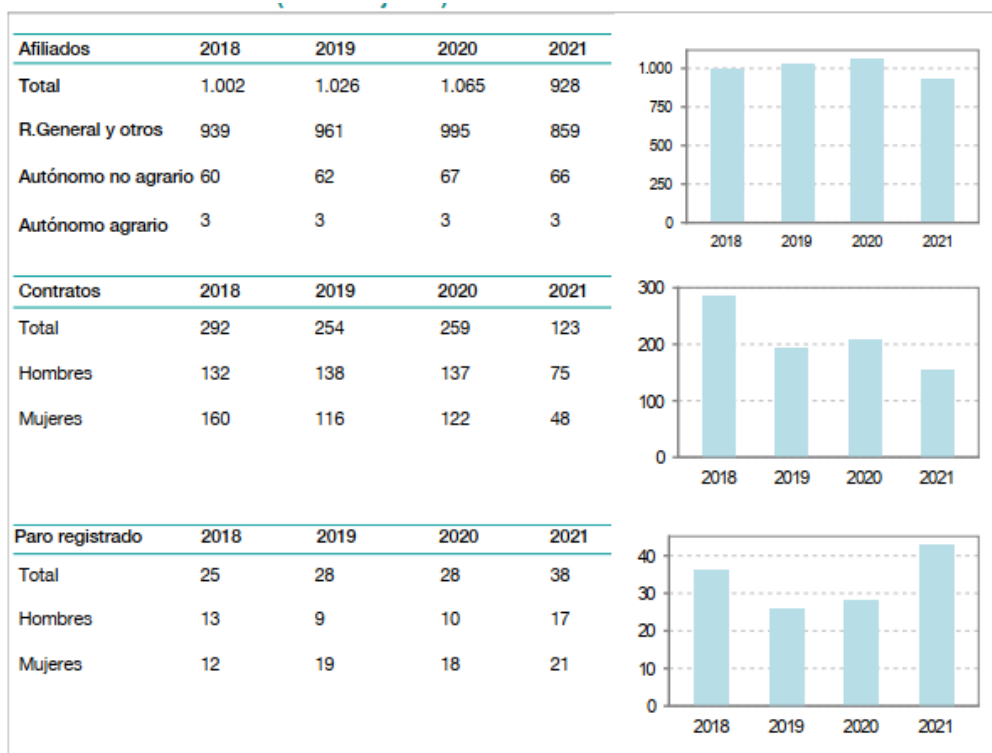 Afiliados 2018 2019 2020 2021
Total 1.002 1.026 1.065 928
R.General y otros 939 961 995 859
Autónomo no agrario 60 62 67 66
Autónomo agrario 3 3 3 3
1.000
750
500
250
0
2018 2019 2020 2021
Contratos 2018 2019 2020 2021
Total 292 254 259 123
Hombres 132 138 137 75
Mujeres 160 116 122 48
300
200
100
0
2018 2019 2020 2021
Paro registrado 2018 2019 2020 2021
Total 25 28 28 38
Hombres 13 9 10 17
Mujeres 12 19 18 21
40
30
20
10
0
2018 2019 2020 2021